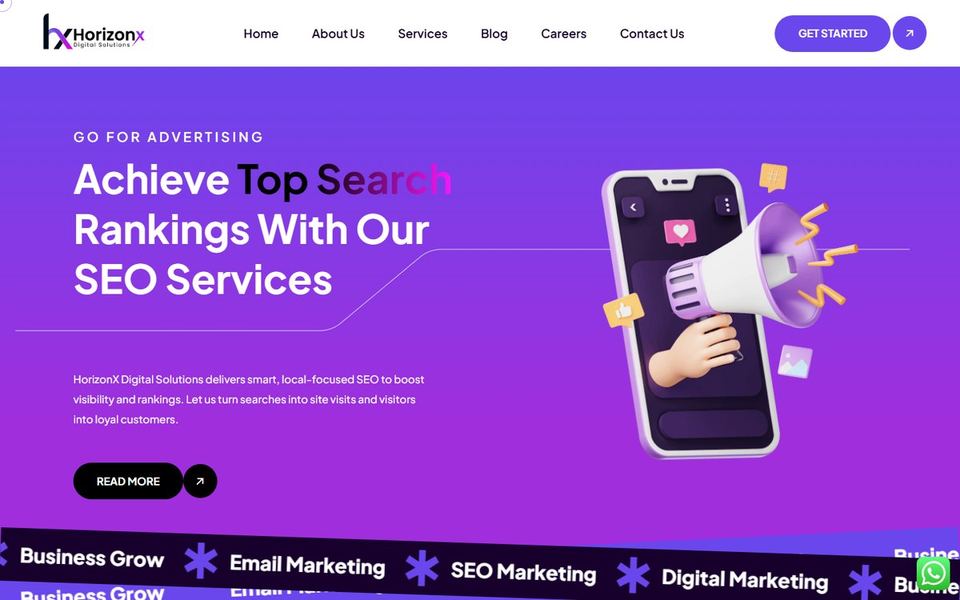 hx Horizonx
Digital Solutions
Home
About Us
Services
Blog
Careers
Contact Us
GET STARTED
GO FOR ADVERTISING
Achieve Top Search
Rankings With Our
SEO Services
HorizonX Digital Solutions delivers smart, local-focused SEO to boost
visibility and rankings. Let us turn searches into site visits and visitors
into loyal customers.
READ MORE
Business Grow
Email Marketing
SEO Marketing
Digital Marketing
Business Grow